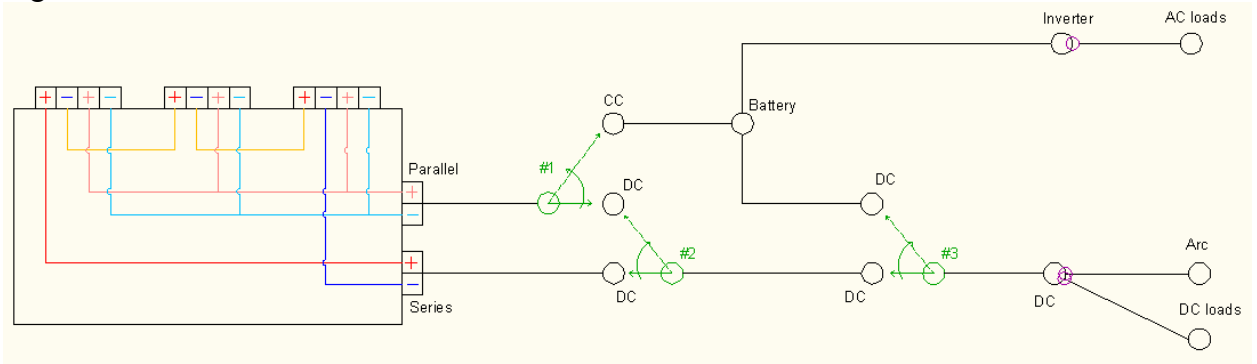 Inverter
AC loads
+ − + −
+ − + −
+ − + −
CC
Battery
#1
Parallel
+
−
DC
DC
#2
#3
Arc
+
−
Series
DC
DC
DC
DC loads